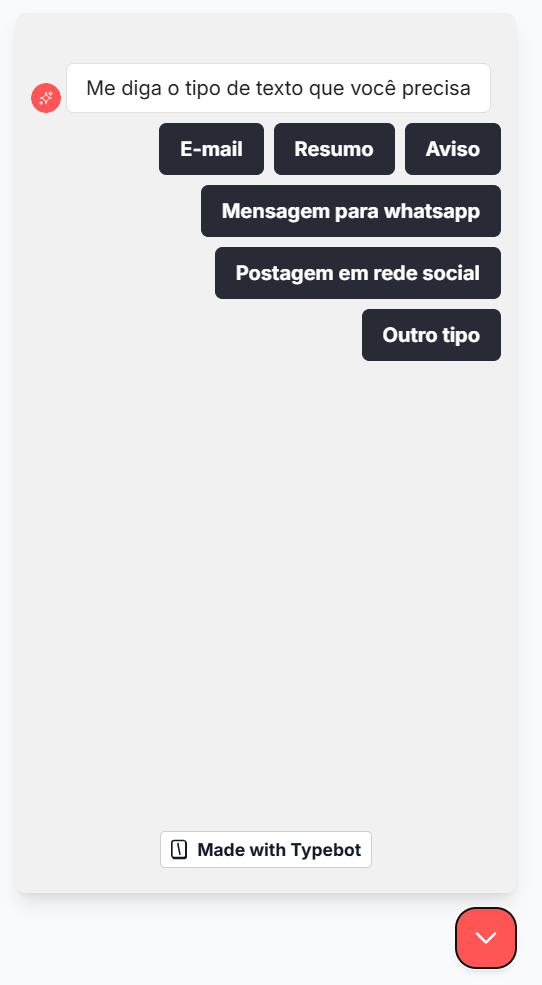 Me diga o tipo de texto que você precisa
E-mail Resumo Aviso
Mensagem para whatsapp
Postagem em rede social
Outro tipo
Made with Typebot